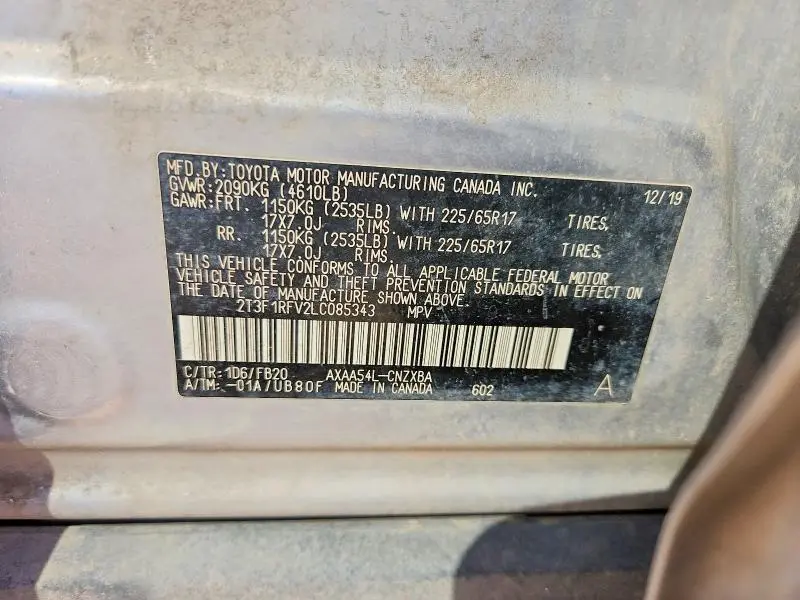 MFD.BY:TOYOTA MOTOR MANUFACTURING CANADA INC.
GVWR:2090KG (4610LB) 12/19
GAWR:FRT. 1150KG (2535LB) WITH 225/65R17 TIRES,
17X7.0J RIMS.
RR. 1150KG (2535LB) WITH 225/65R17 TIRES,
17X7.0J RIMS.
THIS VEHICLE CONFORMS TO ALL APPLICABLE FEDERAL MOTOR
VEHICLE SAFETY AND THEFT PREVENTION STANDARDS IN EFFECT ON
THE DATE OF MANUFACTURE SHOWN ABOVE.
2T3F1RFV2LC085343 MPV
C/TR:1D6/FB20 AXAA54L-CNZXBA
A/TM:-01A/UB80F MADE IN CANADA 602 A